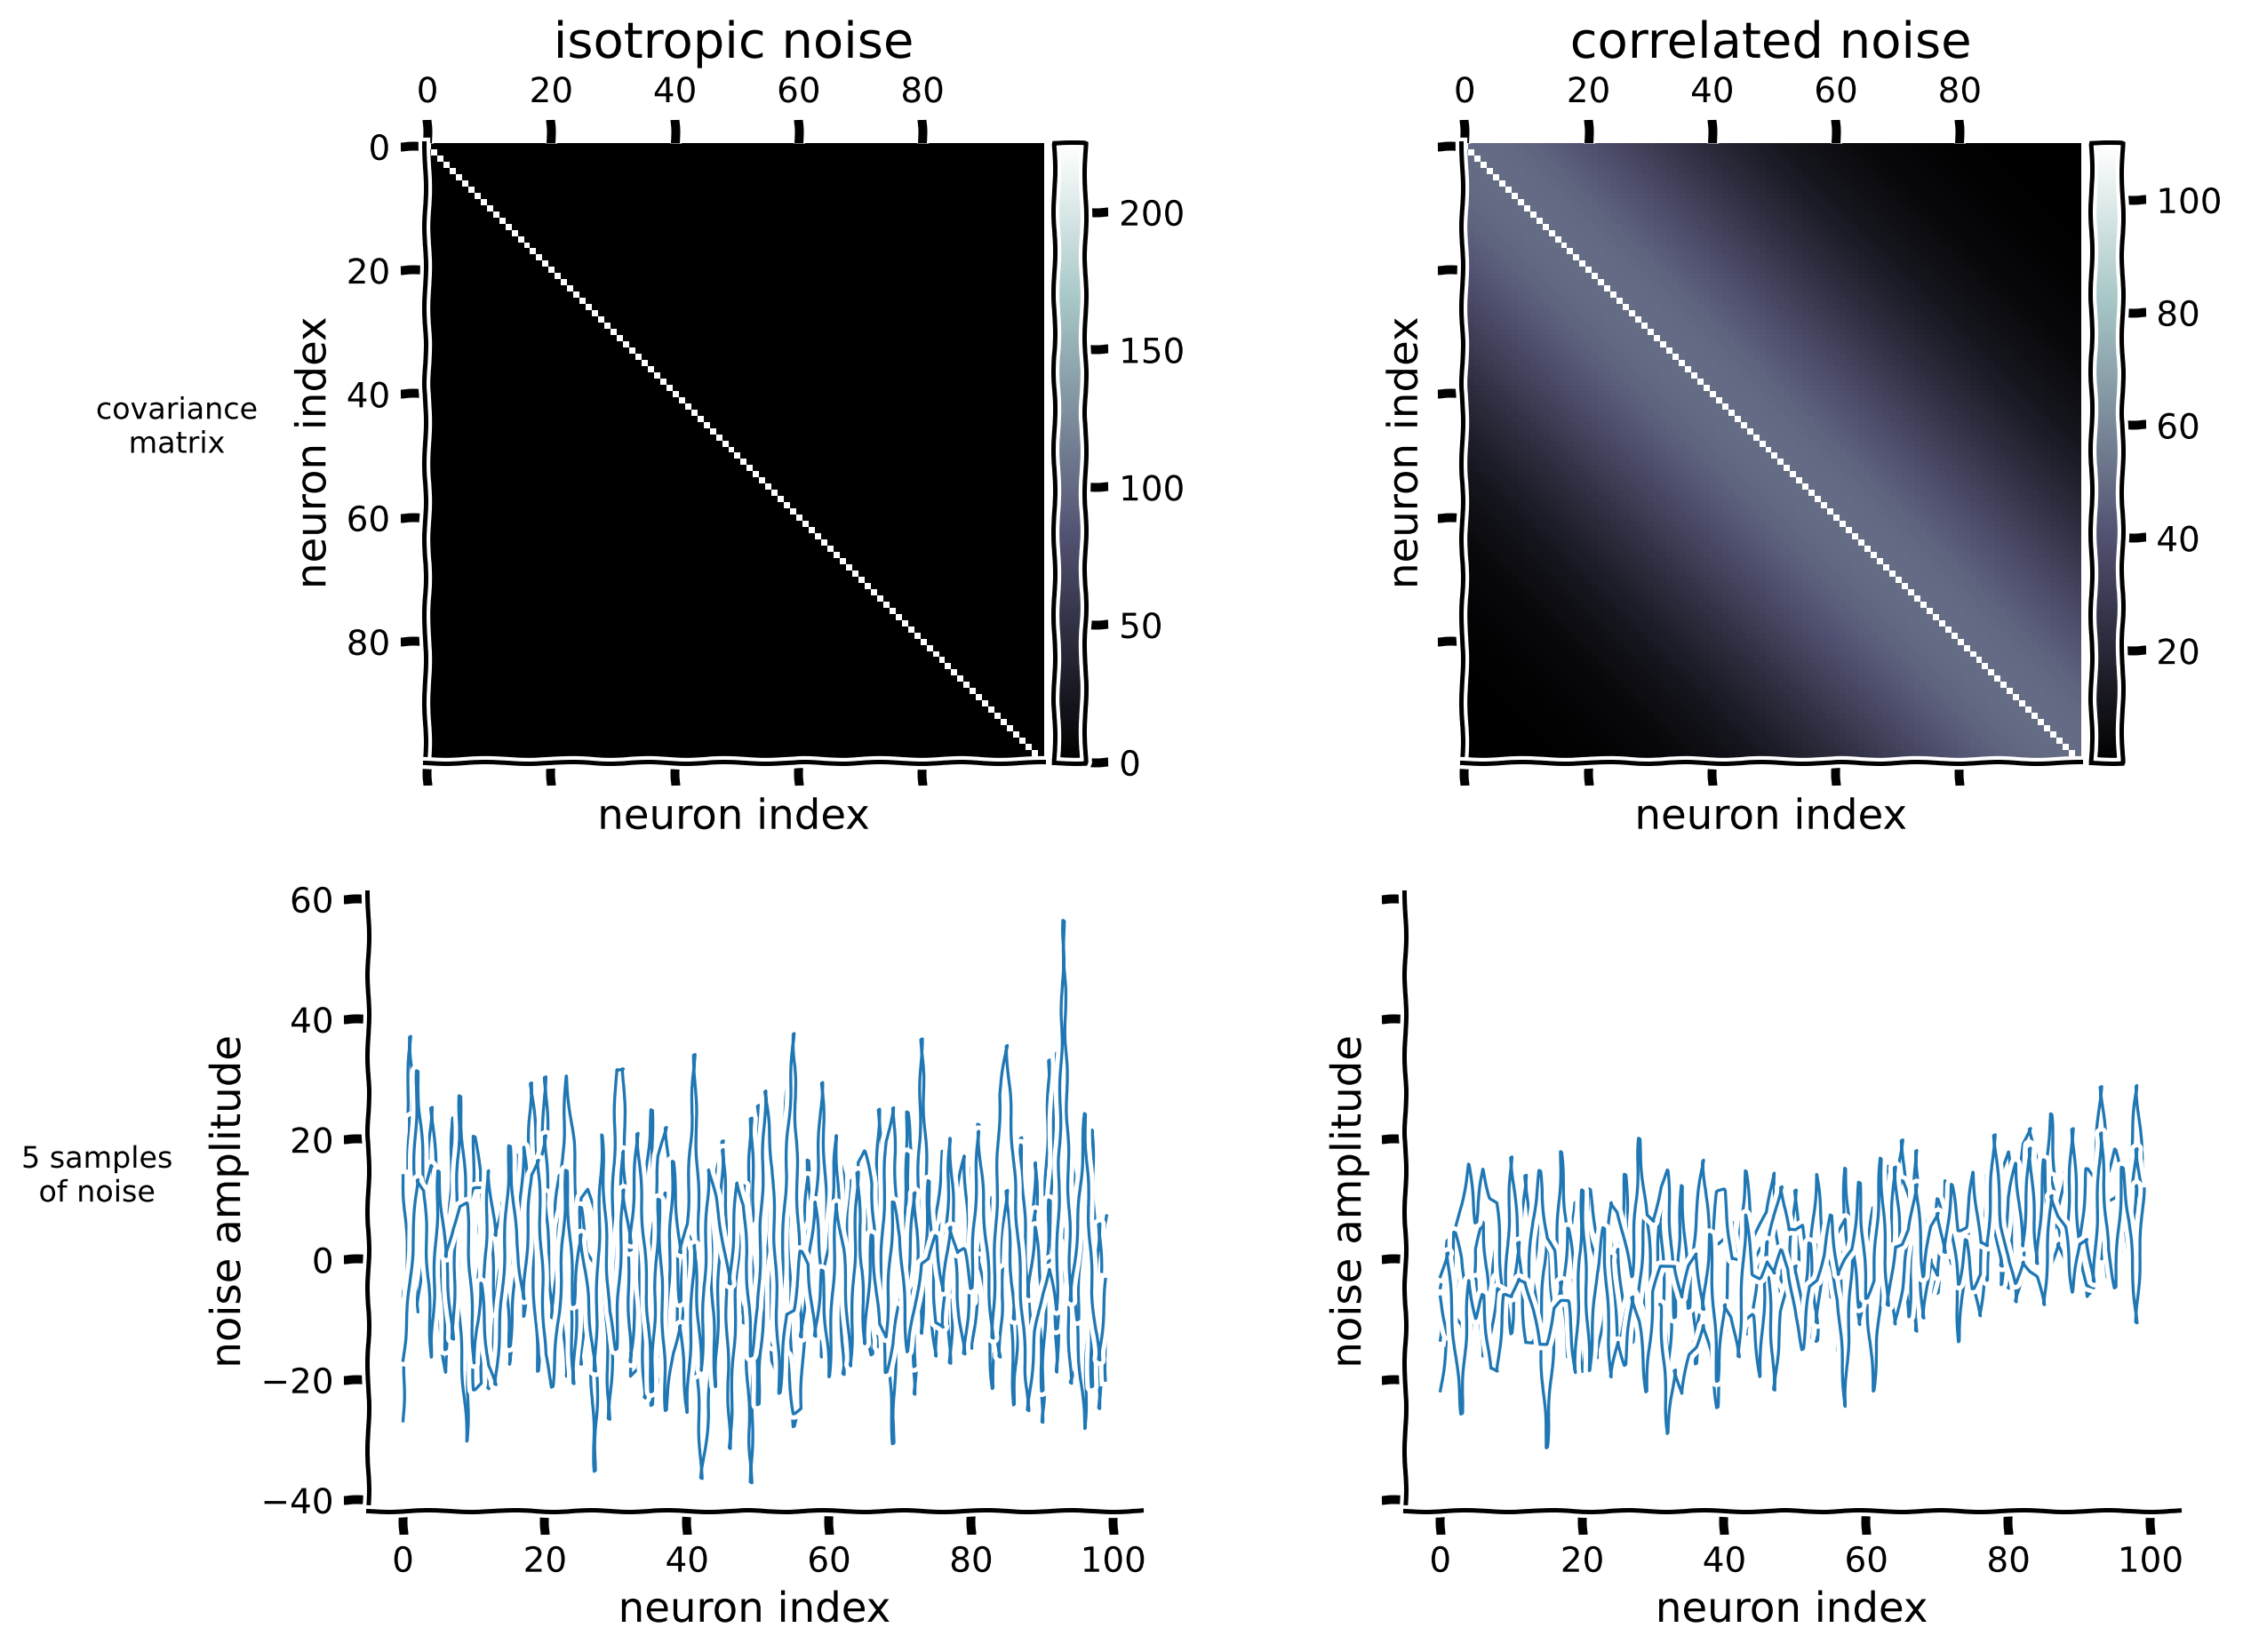 isotropic noise
correlated noise
0 20 40 60 80
0 20 40 60 80
0
20
40
60
80
neuron index
covariance
matrix
200
150
100
50
0
neuron index
100
80
60
40
20
neuron index
neuron index
60
40
20
0
−20
−40
noise amplitude
5 samples
of noise
noise amplitude
0 20 40 60 80 100
0 20 40 60 80 100
neuron index
neuron index